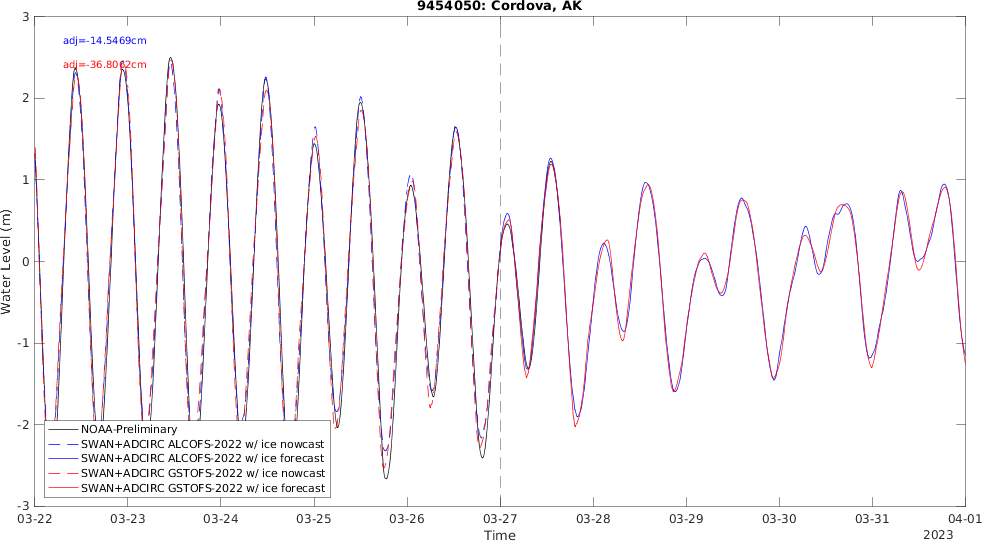 9454050: Cordova, AK
3
adj=-14.5469cm
adj=-36.8062cm
2
1
0
-1
-2
-3
Water Level (m)
NOAA-Preliminary
SWAN+ADCIRC ALCOFS-2022 w/ ice nowcast
SWAN+ADCIRC ALCOFS-2022 w/ ice forecast
SWAN+ADCIRC GSTOFS-2022 w/ ice nowcast
SWAN+ADCIRC GSTOFS-2022 w/ ice forecast
03-22 03-23 03-24 03-25 03-26 03-27 03-28 03-29 03-30 03-31 04-01
Time
2023